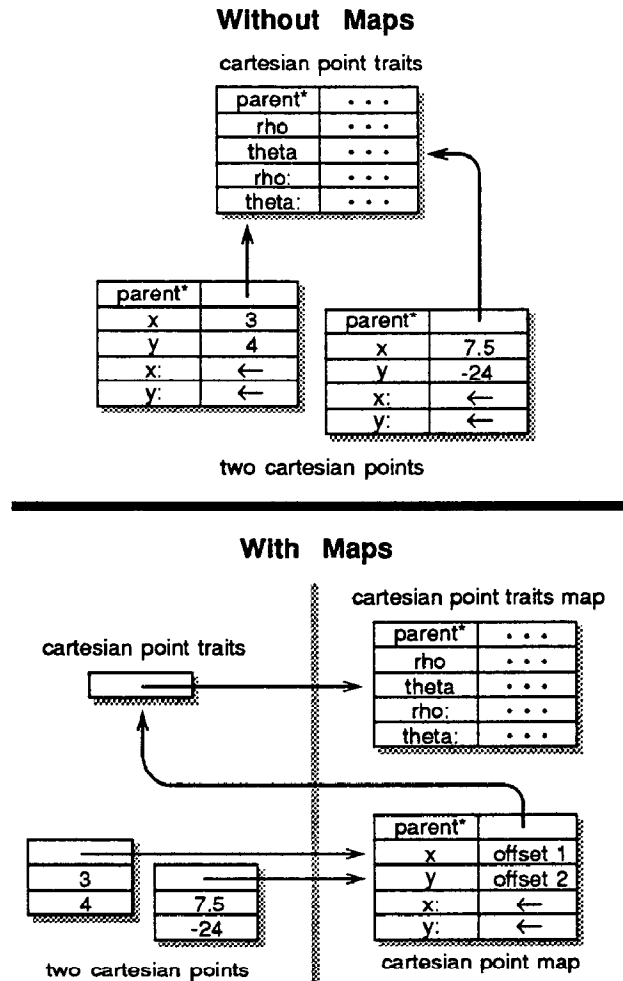 Without Maps
cartesian point traits
parent* . . .
rho . . .
theta . . .
rho: . . .
theta: . . .
parent*
x 3
y 4
x: ←
y: ←
parent*
x 7.5
y -24
x: ←
y: ←
two cartesian points
With Maps
cartesian point traits map
cartesian point traits
parent* . . .
rho . . .
theta . . .
rho: . . .
theta: . . .
3
4
7.5
-24
two cartesian points
parent*
x offset 1
y offset 2
x: ←
y: ←
cartesian point map